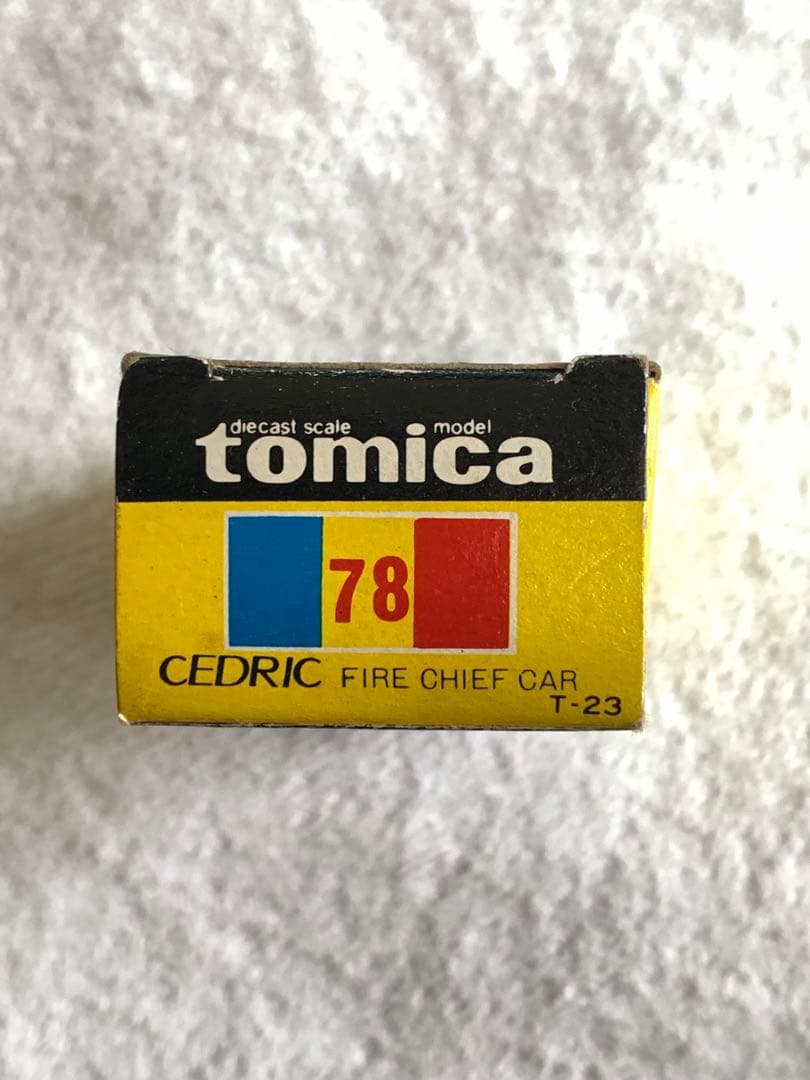 diecast scale model
tomica
78
CEDRIC FIRE CHIEF CAR
T-23